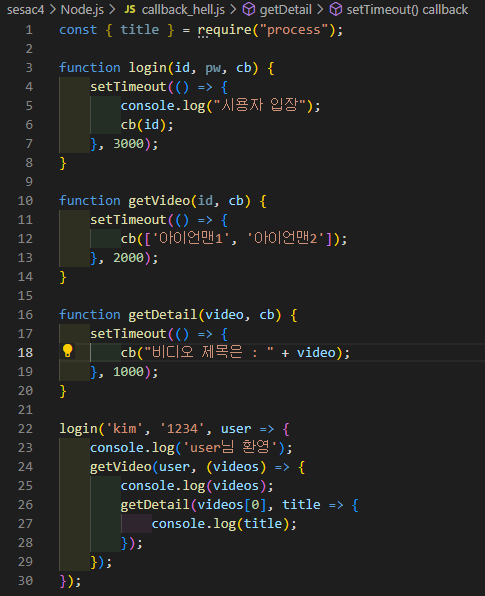 sesac4 > Node.js > JS callback_hell.js > getDetail > setTimeout() callback
1 const { title } = require("process");
2
3 function login(id, pw, cb) {
4     setTimeout(() => {
5         console.log("시용자 입장");
6         cb(id);
7     }, 3000);
8 }
9
10 function getVideo(id, cb) {
11     setTimeout(() => {
12         cb(['아이언맨1', '아이언맨2']);
13     }, 2000);
14 }
15
16 function getDetail(video, cb) {
17     setTimeout(() => {
18         cb("비디오 제목은 : " + video);
19     }, 1000);
20 }
21
22 login('kim', '1234', user => {
23     console.log('user님 환영');
24     getVideo(user, (videos) => {
25         console.log(videos);
26         getDetail(videos[0], title => {
27             console.log(title);
28         });
29     });
30 });